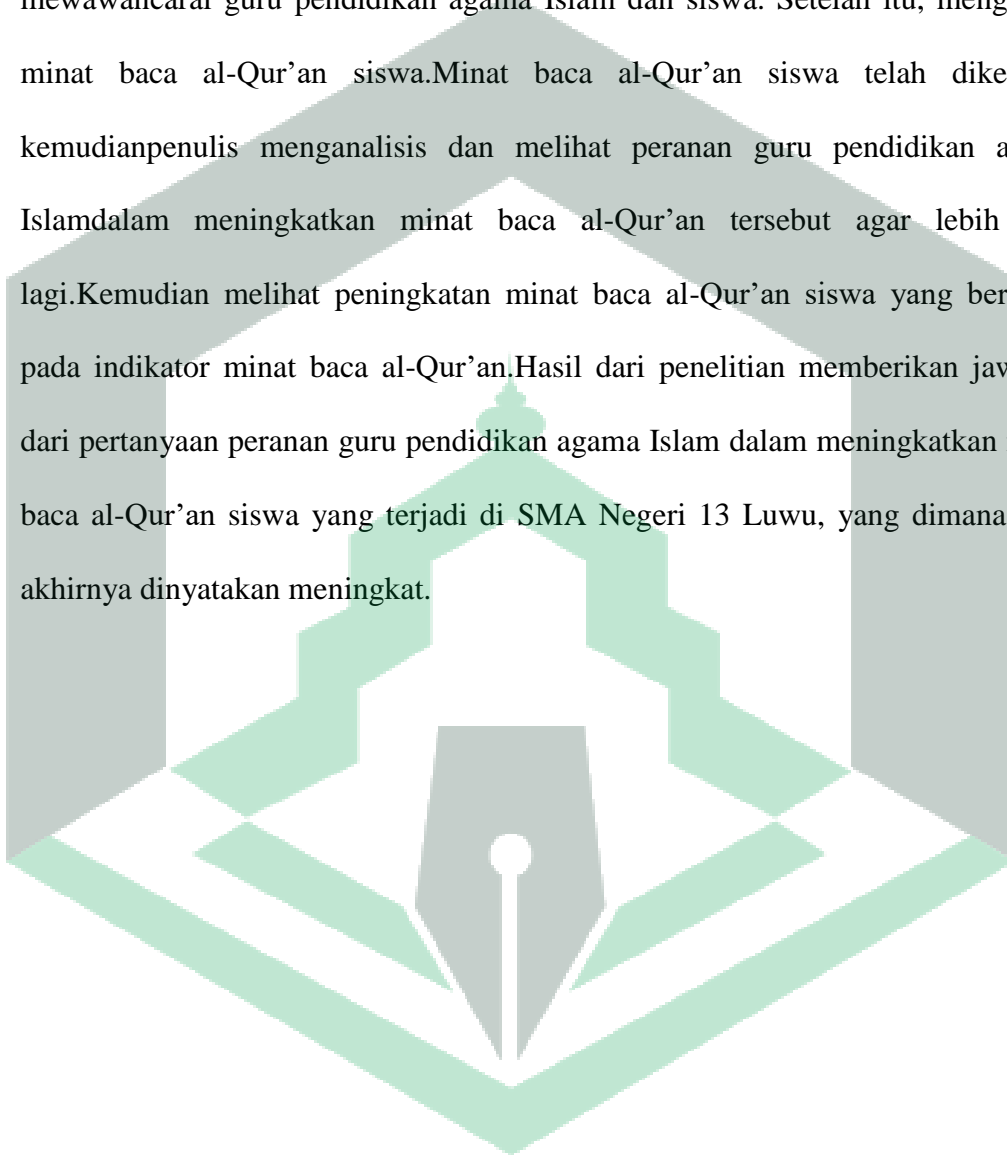 mewawancarai guru pendidikan agama Islam dan siswa. Setelah itu,
minat baca al-Qur’an siswa.Minat baca al-Qur’an siswa telah
kemudianpenulis menganalisis dan melihat peranan guru pendidikan
Islamdalam meningkatkan minat baca al-Qur’an tersebut agar lebih
lagi.Kemudian melihat peningkatan minat baca al-Qur’an siswa yang
pada indikator minat baca al-Qur’an.Hasil dari penelitian memberikan
dari pertanyaan peranan guru pendidikan agama Islam dalam meningkatkan
baca al-Qur’an siswa yang terjadi di SMA Negeri 13 Luwu, yang dimana
akhirnya dinyatakan meningkat.